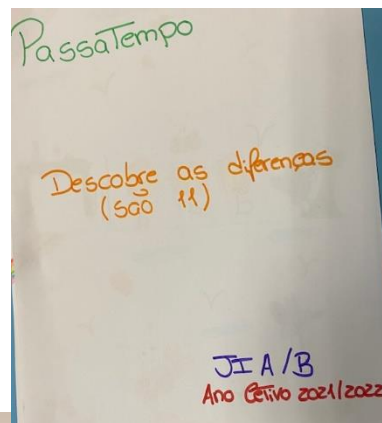 PassaTempo
Descobre as diferenças
(são 11)
JI A/B
Ano Letivo 2021/2022